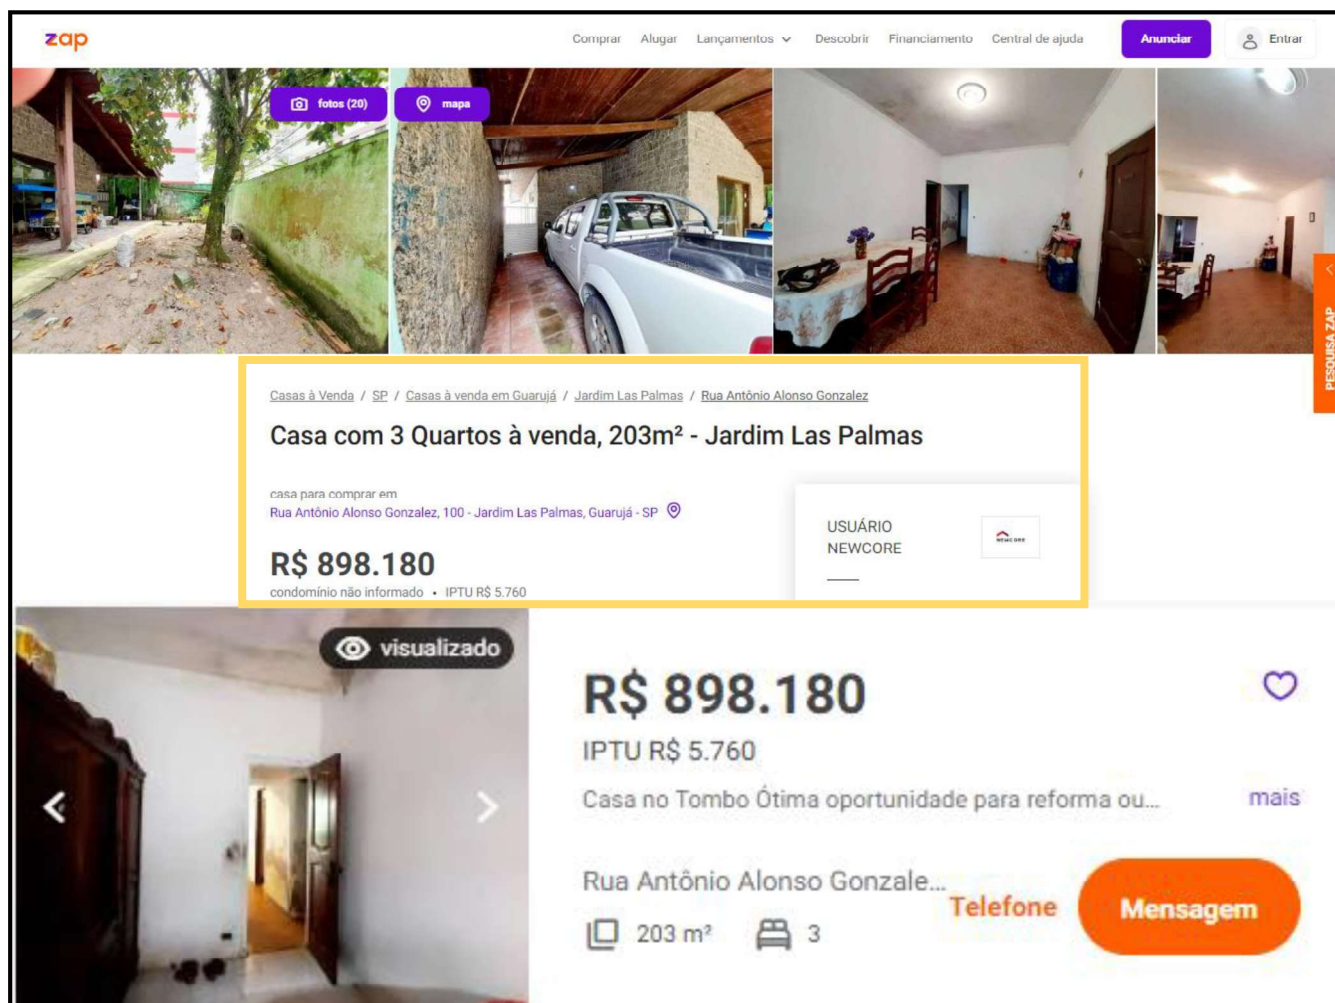 zap
Comprar Alugar Lançamentos Descobrir Financiamento Central de ajuda Anunciar Entrar
fotos (20) mapa
PESQUISA ZAP
Casas à Venda / SP / Casas à venda em Guarujá / Jardim Las Palmas / Rua Antônio Alonso Gonzalez
Casa com 3 Quartos à venda, 203m² - Jardim Las Palmas
casa para comprar em
Rua Antônio Alonso Gonzalez, 100 - Jardim Las Palmas, Guarujá - SP
R$ 898.180
condomínio não informado • IPTU R$ 5.760
USUÁRIO
NEWCORE
NEWCORE
visualizado
R$ 898.180
IPTU R$ 5.760
Casa no Tombo Ótima oportunidade para reforma ou... mais
Rua Antônio Alonso Gonzale...
Telefone Mensagem
203 m² 3